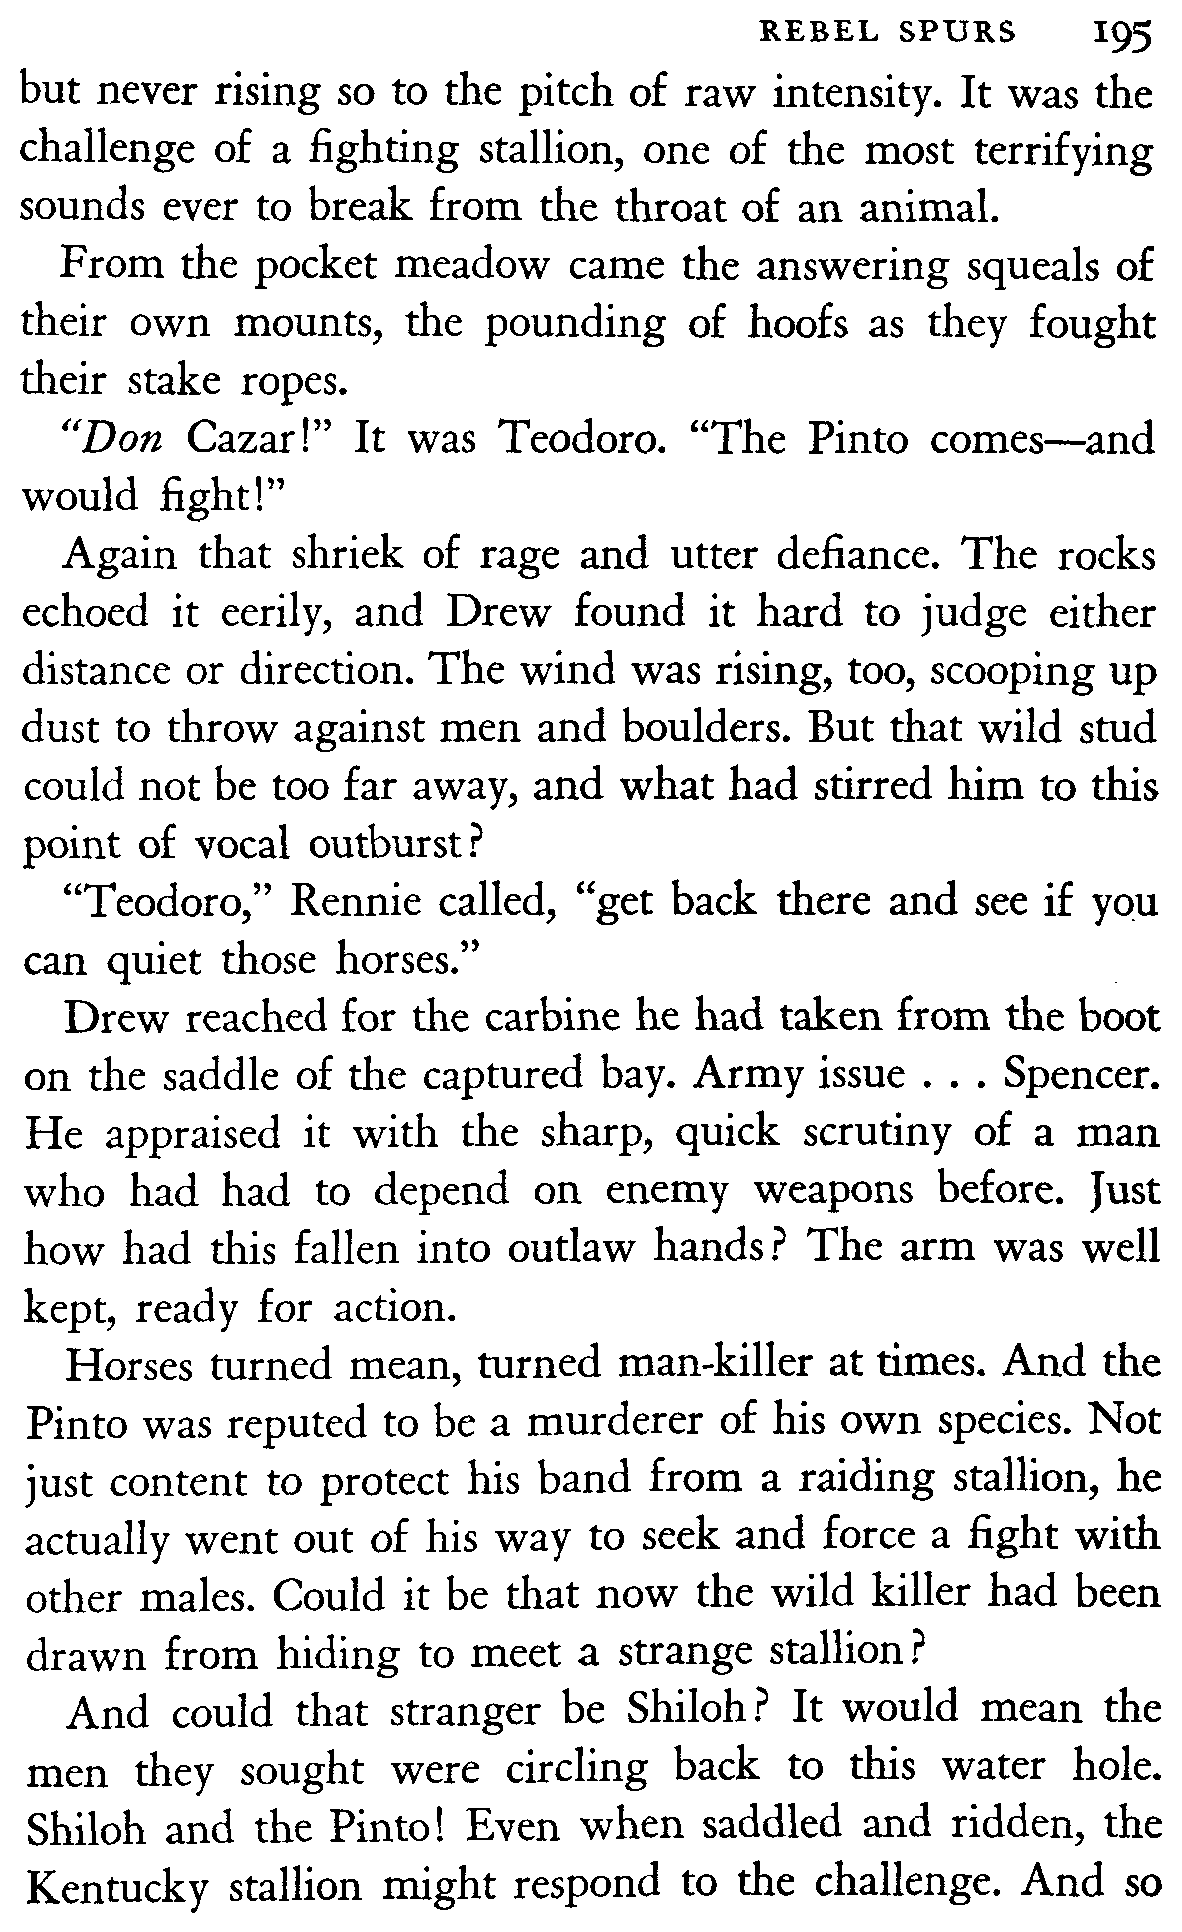 REBEL SPURS 195
but never rising so to the pitch of raw intensity. It was the
challenge of a fighting stallion, one of the most terrifying
sounds ever to break from the throat of an animal.
From the pocket meadow came the answering squeals of
their own mounts, the pounding of hoofs as they fought
their stake ropes.
“Don Cazar!” It was Teodoro. “The Pinto comes—and
would fight!”
Again that shriek of rage and utter defiance. The rocks
echoed it eerily, and Drew found it hard to judge either
distance or direction. The wind was rising, too, scooping up
dust to throw against men and boulders. But that wild stud
could not be too far away, and what had stirred him to this
point of vocal outburst?
“Teodoro,” Rennie called, “get back there and see if you
can quiet those horses.”
Drew reached for the carbine he had taken from the boot
on the saddle of the captured bay. Army issue . . . Spencer.
He appraised it with the sharp, quick scrutiny of a man
who had had to depend on enemy weapons before. Just
how had this fallen into outlaw hands? The arm was well
kept, ready for action.
Horses turned mean, turned man-killer at times. And the
Pinto was reputed to be a murderer of his own species. Not
just content to protect his band from a raiding stallion, he
actually went out of his way to seek and force a fight with
other males. Could it be that now the wild killer had been
drawn from hiding to meet a strange stallion?
And could that stranger be Shiloh? It would mean the
men they sought were circling back to this water hole.
Shiloh and the Pinto! Even when saddled and ridden, the
Kentucky stallion might respond to the challenge. And so